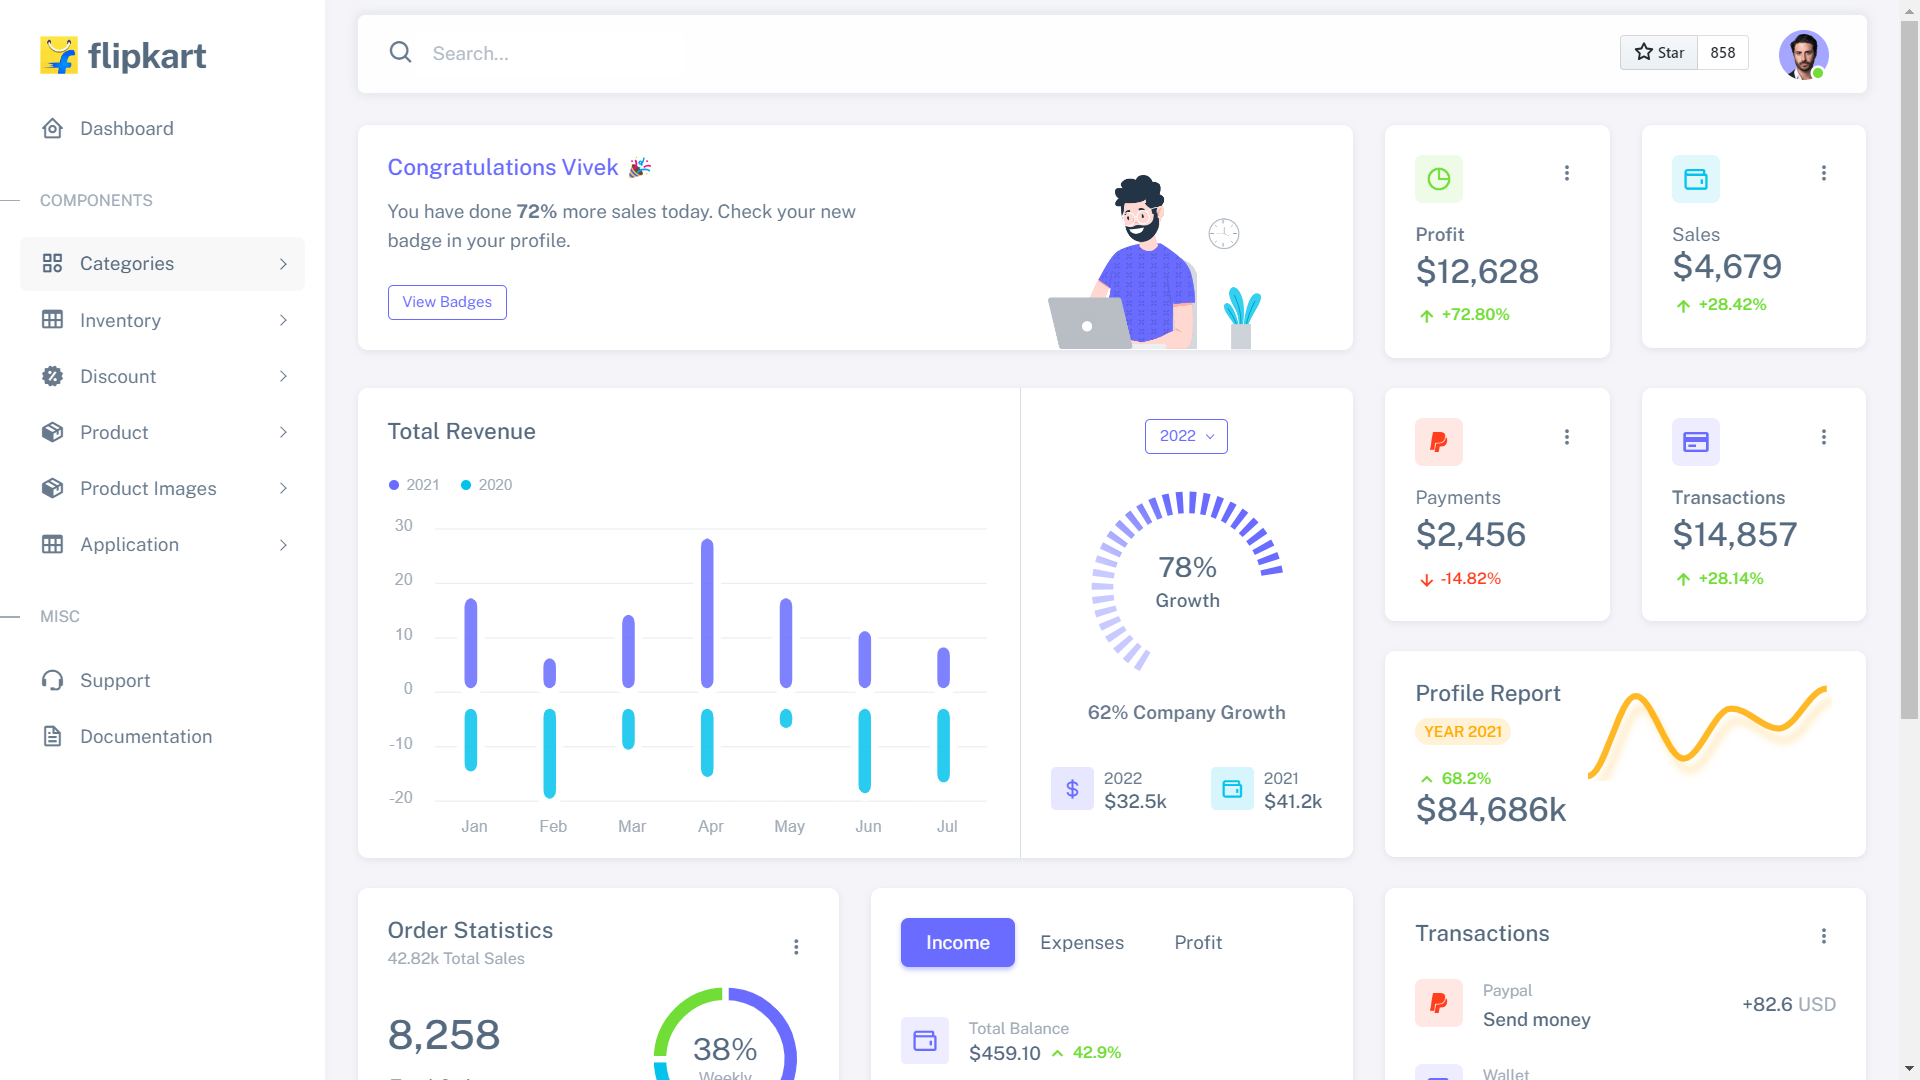 flipkart
Dashboard
COMPONENTS
Categories
Inventory
Discount
Product
Product Images
Application
MISC
Support
Documentation
Search...
Star 858
Congratulations Vivek 🎉
You have done 72% more sales today. Check your new
badge in your profile.
View Badges
Profit
$12,628
+72.80%
Sales
$4,679
+28.42%
Total Revenue
2021 2020
30
20
10
0
-10
-20
Jan Feb Mar Apr May Jun Jul
2022
78%
Growth
62% Company Growth
2022
$32.5k
2021
$41.2k
Payments
$2,456
-14.82%
Transactions
$14,857
+28.14%
Profile Report
YEAR 2021
68.2%
$84,686k
Order Statistics
42.82k Total Sales
8,258
38%
Weekly
Income Expenses Profit
Total Balance
$459.10 42.9%
Transactions
Paypal
Send money
+82.6 USD
Wallet